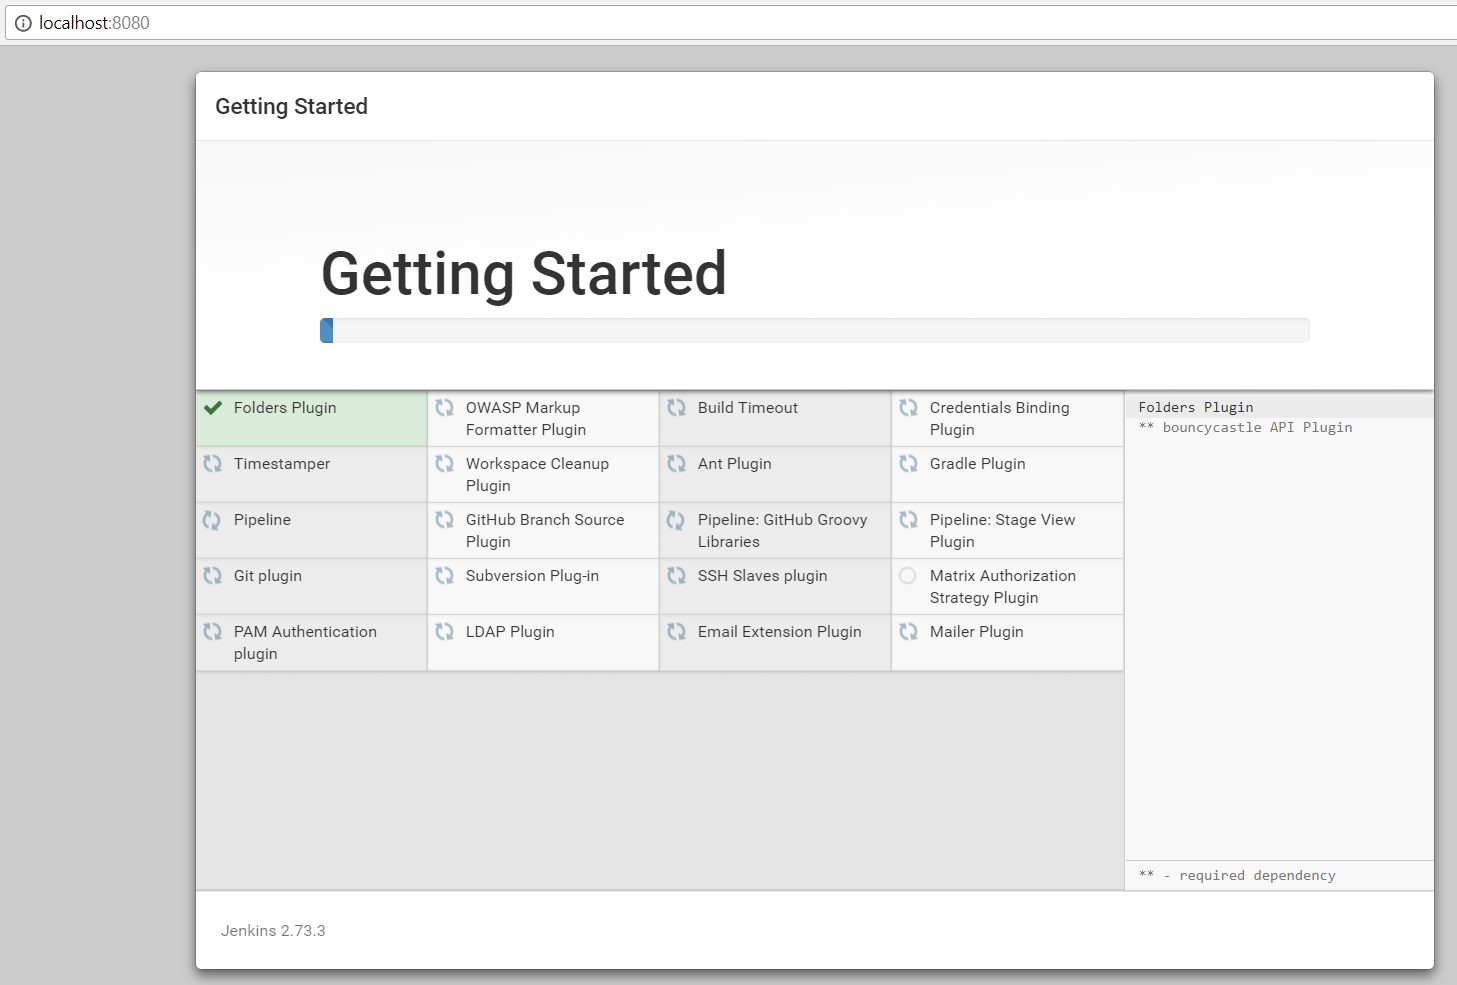 localhost:8080
Getting Started
Getting Started
Folders Plugin
OWASP Markup
Formatter Plugin
Build Timeout
Credentials Binding
Plugin
Timestamper
Workspace Cleanup
Plugin
Ant Plugin
Gradle Plugin
Pipeline
GitHub Branch Source
Plugin
Pipeline: GitHub Groovy
Libraries
Pipeline: Stage View
Plugin
Git plugin
Subversion Plug-in
SSH Slaves plugin
Matrix Authorization
Strategy Plugin
PAM Authentication
plugin
LDAP Plugin
Email Extension Plugin
Mailer Plugin
Folders Plugin
** bouncycastle API Plugin
** - required dependency
Jenkins 2.73.3